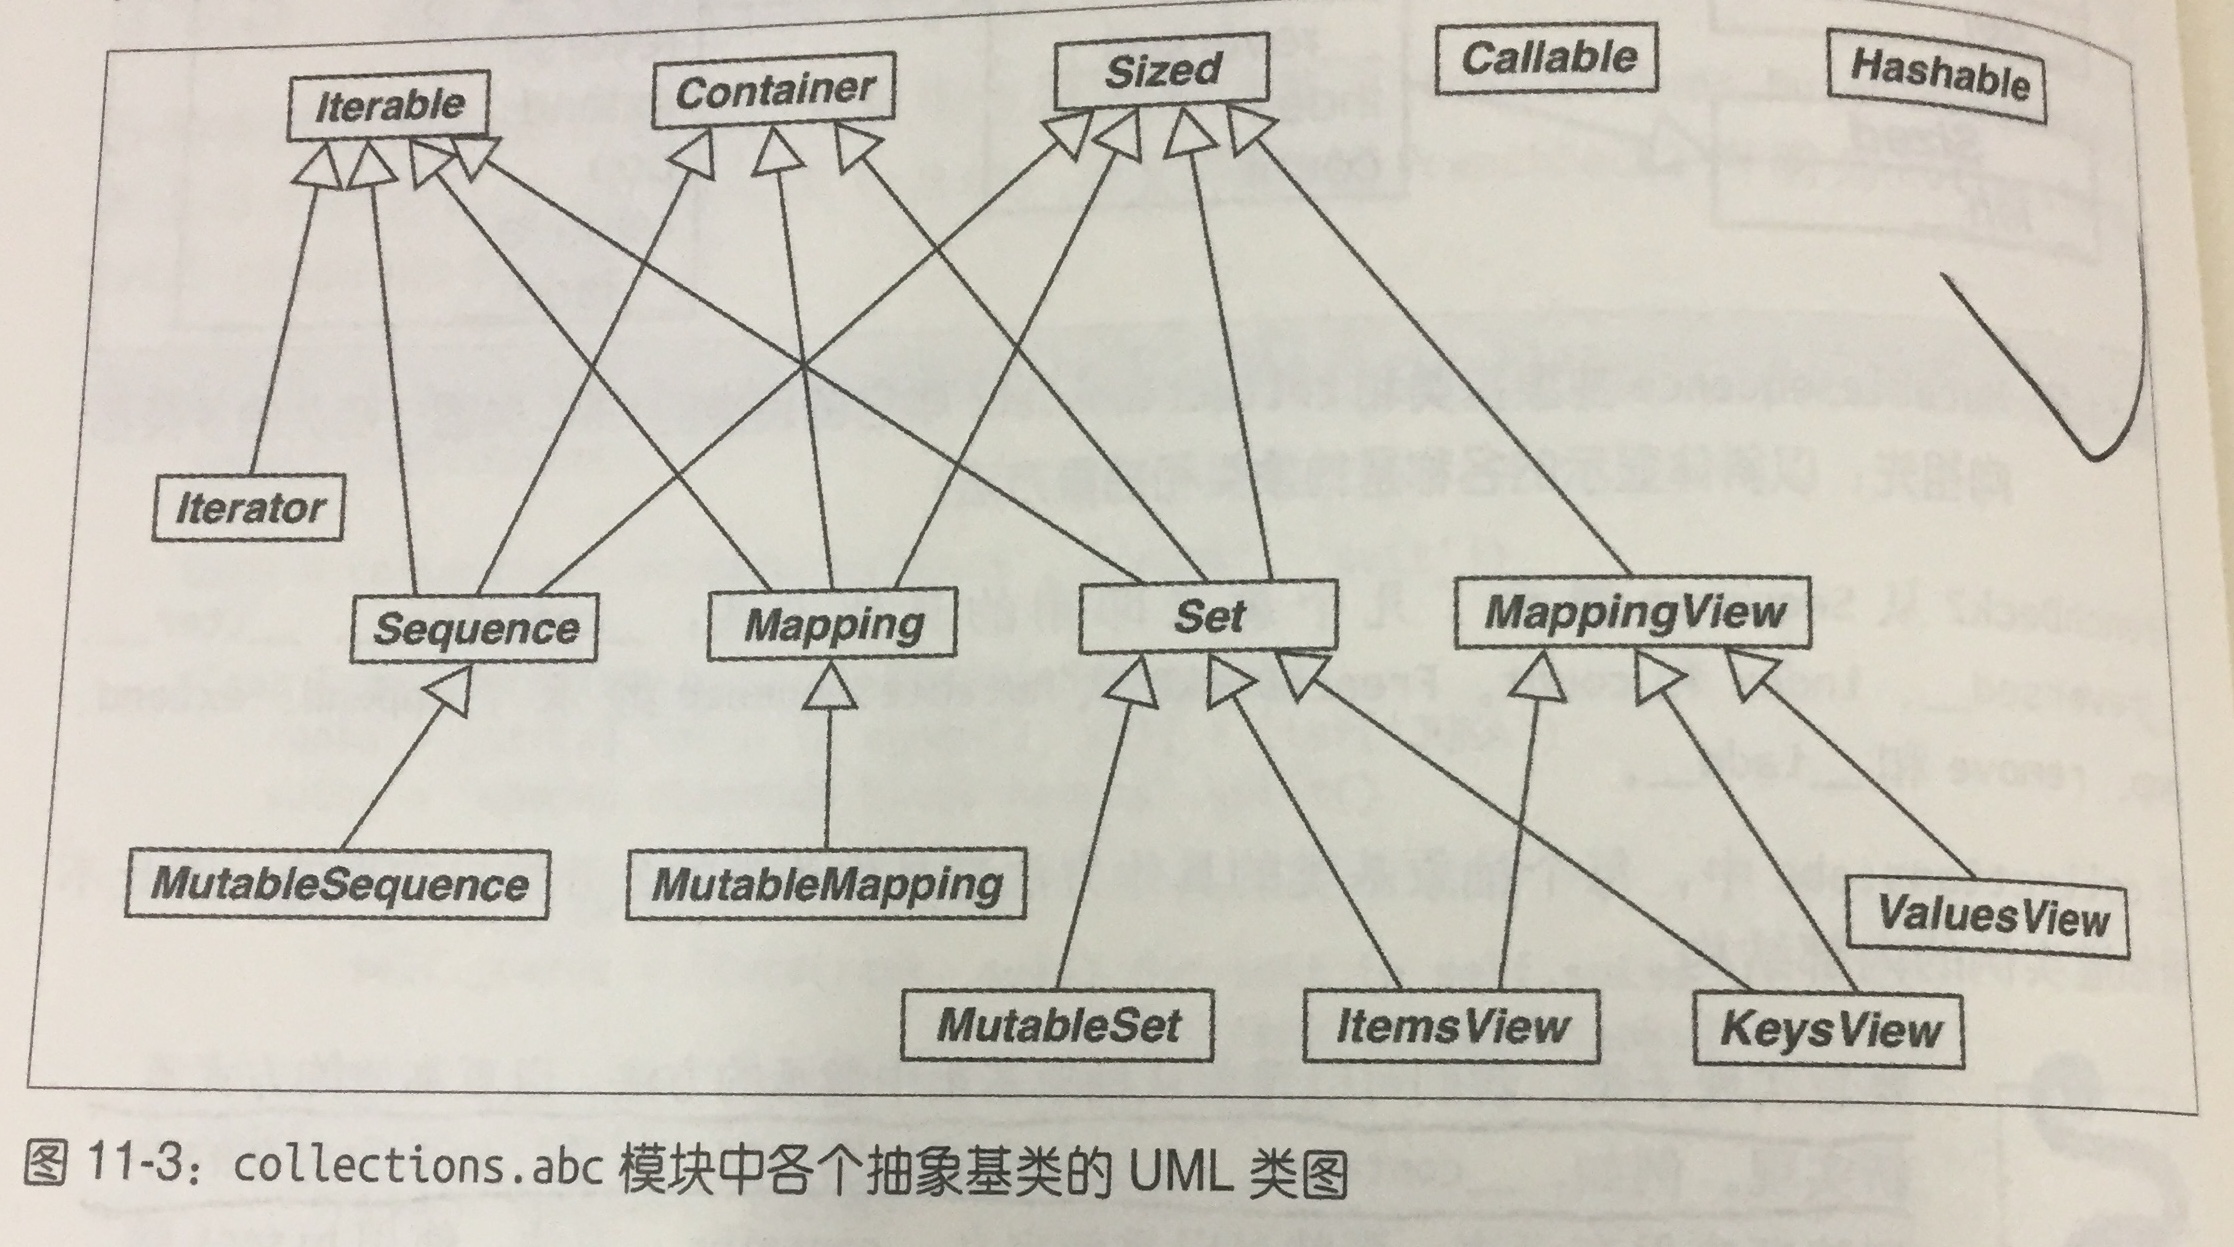 Iterable Container Sized Callable Hashable
Iterator
Sequence Mapping Set MappingView
MutableSequence MutableMapping ValuesView
MutableSet ItemsView KeysView
图 11-3：collections.abc 模块中各个抽象基类的 UML 类图